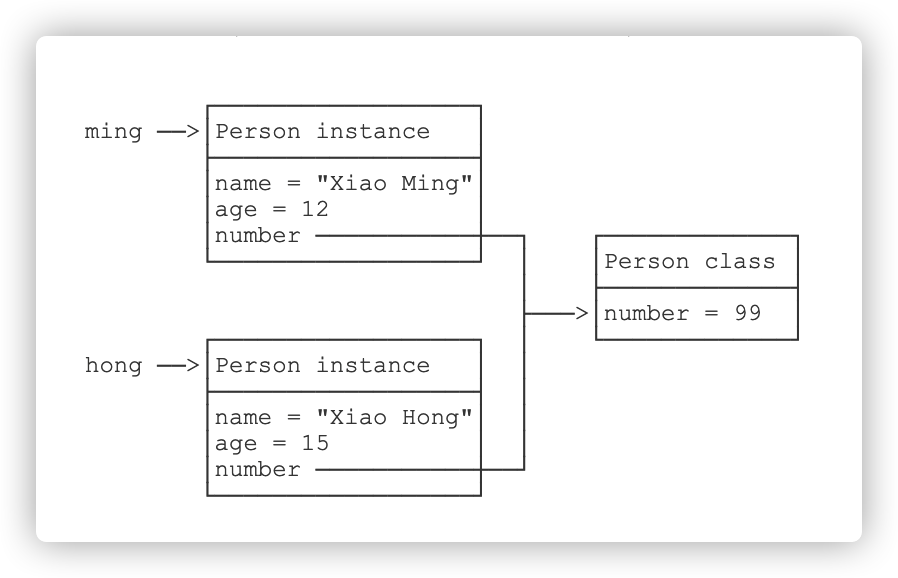 ming ──>
Person instance
name = "Xiao Ming"
age = 12
number
Person class
number = 99
hong ──>
Person instance
name = "Xiao Hong"
age = 15
number